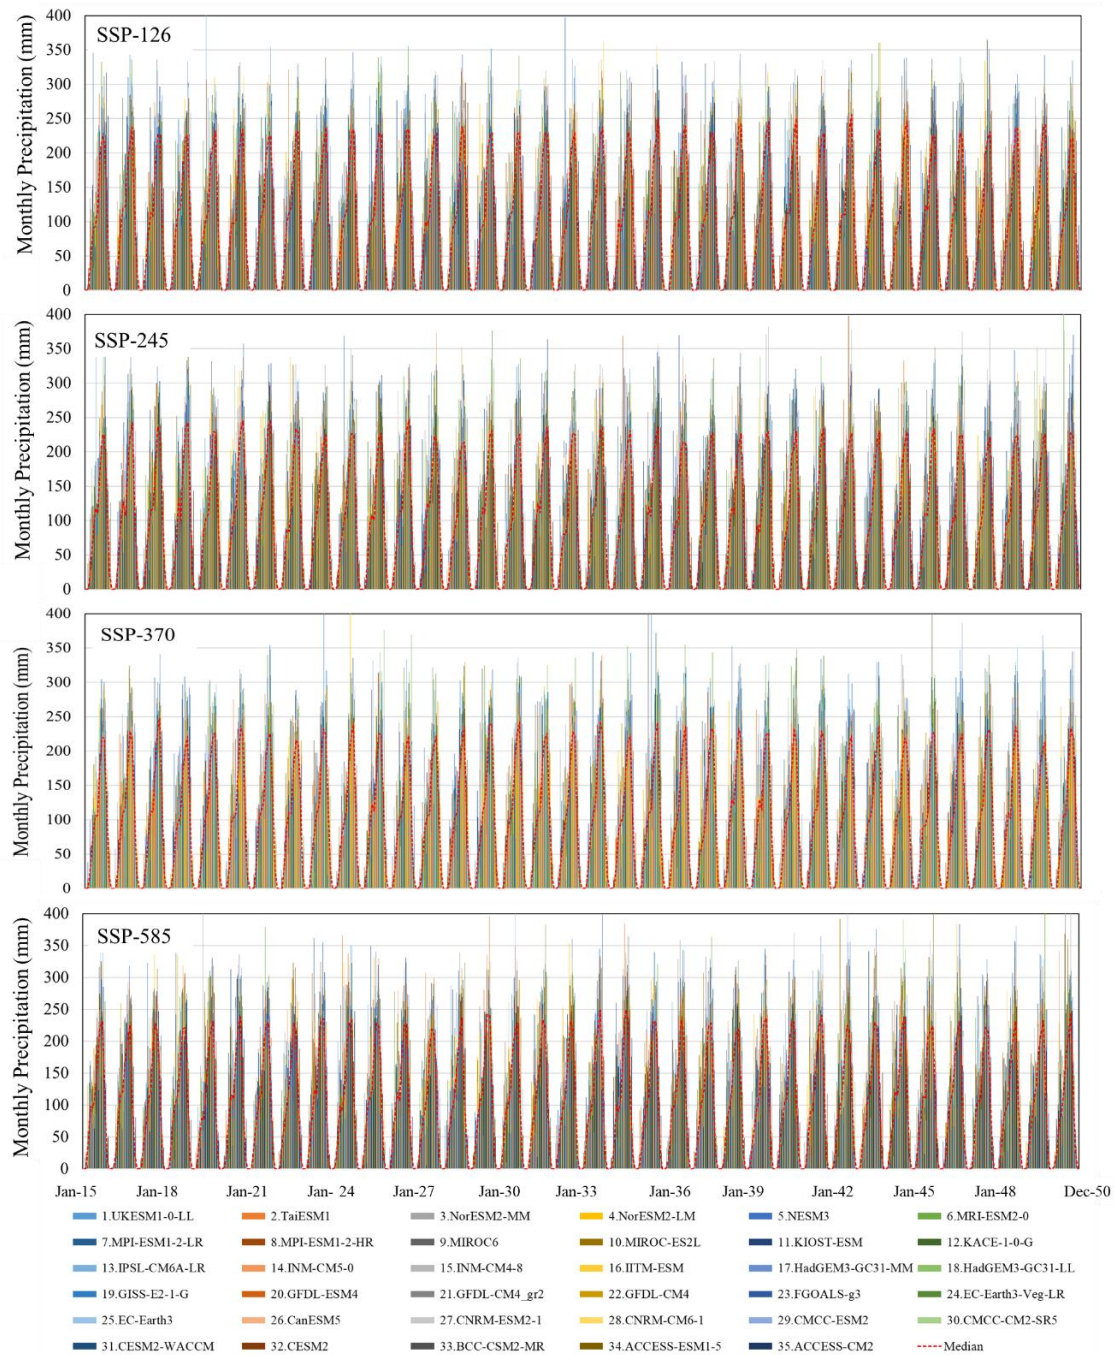 SSP-126
Monthly Precipitation (mm)
400
350
300
250
200
150
100
50
0
SSP-245
Monthly Precipitation (mm)
400
350
300
250
200
150
100
50
0
SSP-370
Monthly Precipitation (mm)
400
350
300
250
200
150
100
50
0
SSP-585
Monthly Precipitation (mm)
400
350
300
250
200
150
100
50
0
Jan-15 Jan-18 Jan-21 Jan- 24 Jan-27 Jan-30 Jan-33 Jan-36 Jan-39 Jan-42 Jan-45 Jan-48 Dec-50
1.UKESM1-0-LL 2.TaiESM1 3.NorESM2-MM 4.NorESM2-LM 5.NESM3 6.MRI-ESM2-0
7.MPI-ESM1-2-LR 8.MPI-ESM1-2-HR 9.MIROC6 10.MIROC-ES2L 11.KIOST-ESM 12.KACE-1-0-G
13.IPSL-CM6A-LR 14.INM-CM5-0 15.INM-CM4-8 16.IITM-ESM 17.HadGEM3-GC31-MM 18.HadGEM3-GC31-LL
19.GISS-E2-1-G 20.GFDL-ESM4 21.GFDL-CM4_gr2 22.GFDL-CM4 23.FGOALS-g3 24.EC-Earth3-Veg-LR
25.EC-Earth3 26.CanESM5 27.CNRM-ESM2-1 28.CNRM-CM6-1 29.CMCC-ESM2 30.CMCC-CM2-SR5
31.CESM2-WACCM 32.CESM2 33.BCC-CSM2-MR 34.ACCESS-ESM1-5 35.ACCESS-CM2 Median